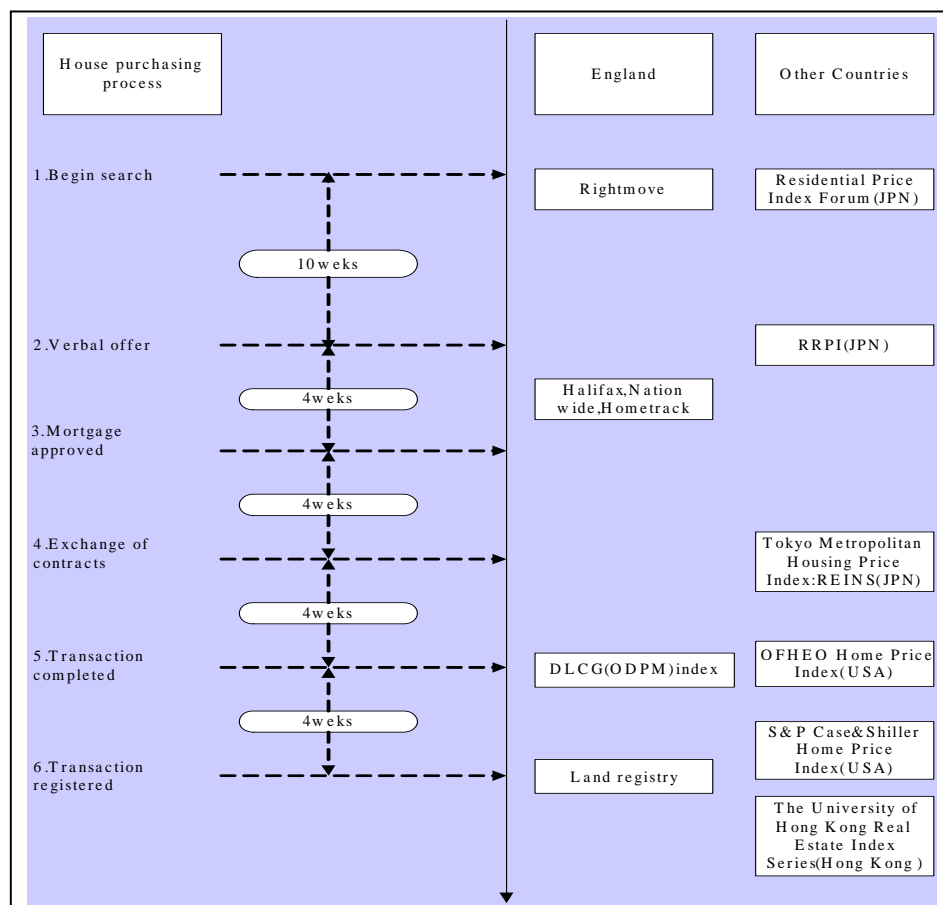 House purchasing
process
England
Other Countries
1.Begin search
Rightmove
Residential Price
Index Forum(JPN)
10weks
2.Verbal offer
RRPI(JPN)
4weks
Halifax,Nation
wide,Hometrack
3.Mortgage
approved
4weks
4.Exchange of
contracts
Tokyo Metropolitan
Housing Price
Index:REINS(JPN)
4weks
5.Transaction
completed
DLCG(ODPM)index
OFHEO Home Price
Index(USA)
4weks
S&P Case&Shiller
Home Price
Index(USA)
6.Transaction
registered
Land registry
The University of
Hong Kong Real
Estate Index
Series(Hong Kong)